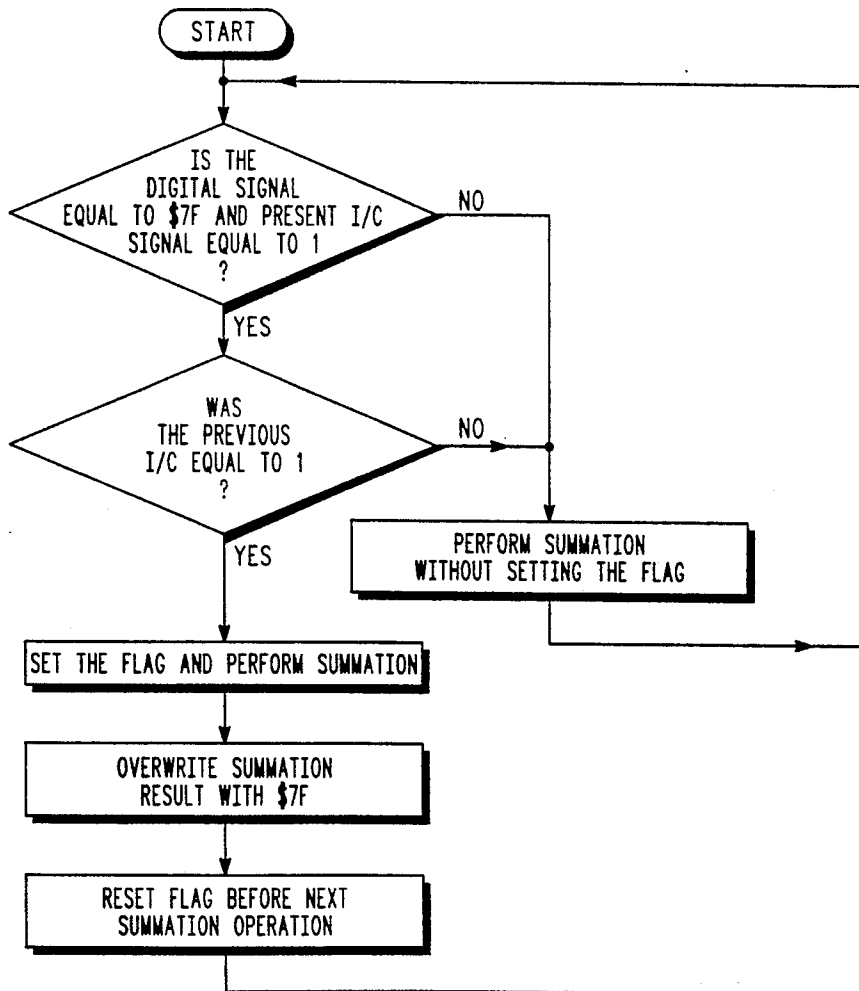 START
IS THE
DIGITAL SIGNAL
EQUAL TO $7F AND PRESENT I/C
SIGNAL EQUAL TO 1
?
NO
YES
WAS
THE PREVIOUS
I/C EQUAL TO 1
?
NO
YES
PERFORM SUMMATION
WITHOUT SETTING THE FLAG
SET THE FLAG AND PERFORM SUMMATION
OVERWRITE SUMMATION
RESULT WITH $7F
RESET FLAG BEFORE NEXT
SUMMATION OPERATION